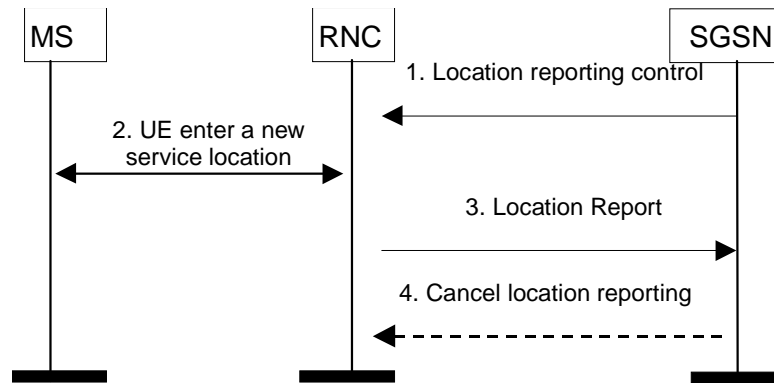 MS
RNC
SGSN
1. Location reporting control
2. UE enter a new
service location
3. Location Report
4. Cancel location reporting